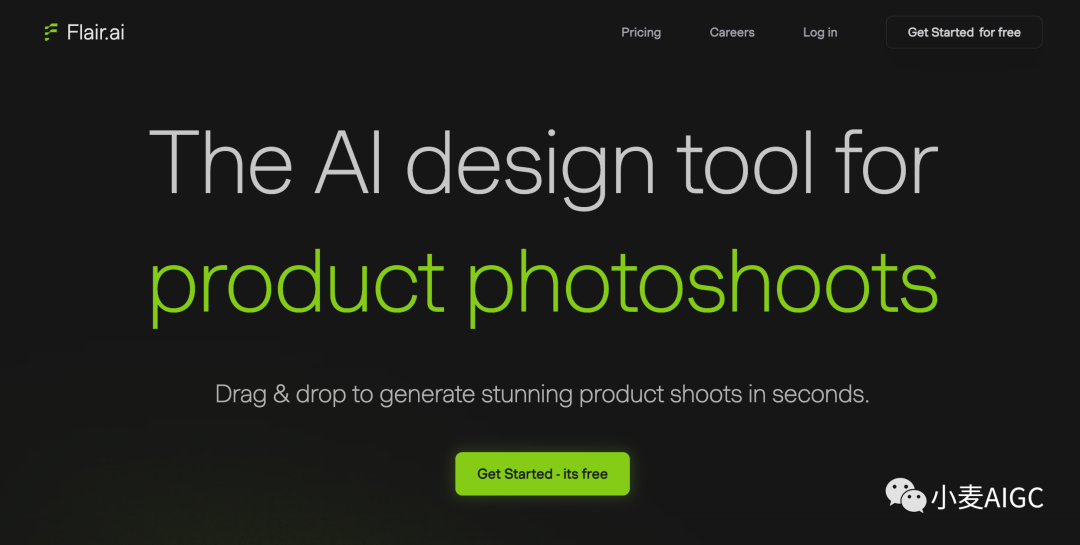 Flair.ai
Pricing
Careers
Log in
Get Started for free
The AI design tool for
product photoshoots
Drag & drop to generate stunning product shoots in seconds.
Get Started - its free
小麦AIGC